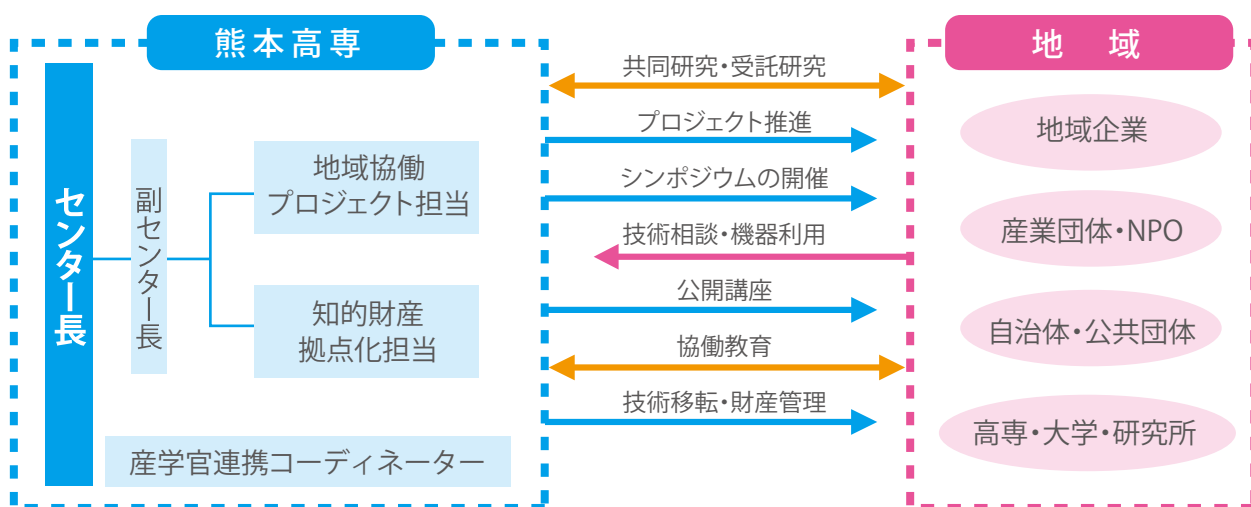 熊本高専
センター長
副センター長
地域協働
プロジェクト担当
知的財産
拠点化担当
産学官連携コーディネーター
共同研究・受託研究
プロジェクト推進
シンポジウムの開催
技術相談・機器利用
公開講座
協働教育
技術移転・財産管理
地 域
地域企業
産業団体・NPO
自治体・公共団体
高専・大学・研究所